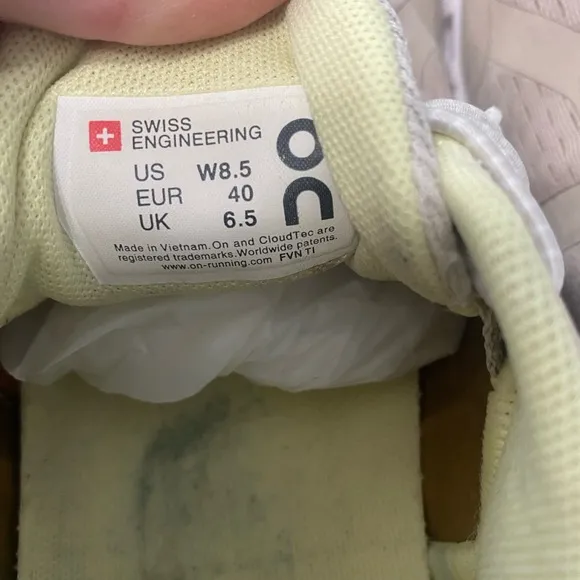 SWISS
ENGINEERING
US W8.5
EUR 40
UK 6.5
on
Made in Vietnam.On and CloudTec are
registered trademarks.Worldwide patents.
www.on-running.com FVN TI